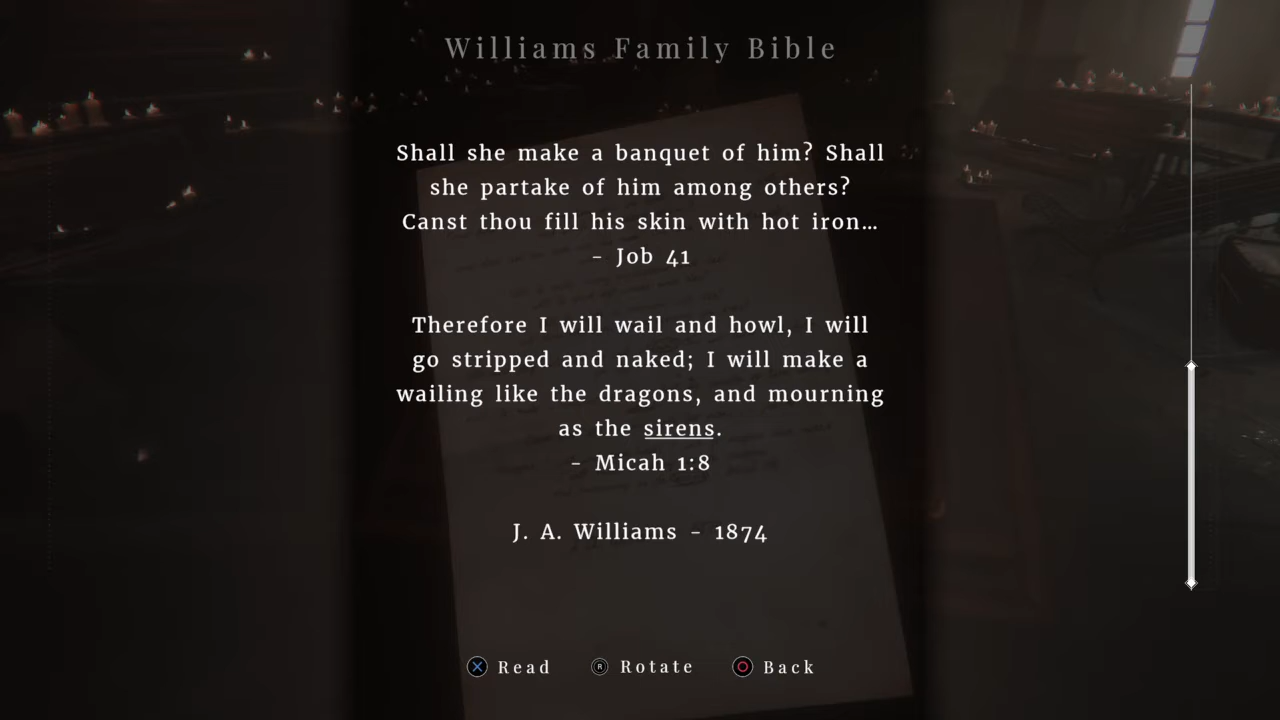 Williams Family Bible
Shall she make a banquet of him? Shall
she partake of him among others?
Canst thou fill his skin with hot iron…
- Job 41
Therefore I will wail and howl, I will
go stripped and naked; I will make a
wailing like the dragons, and mourning
as the sirens.
- Micah 1:8
J. A. Williams - 1874
R
Read Rotate Back